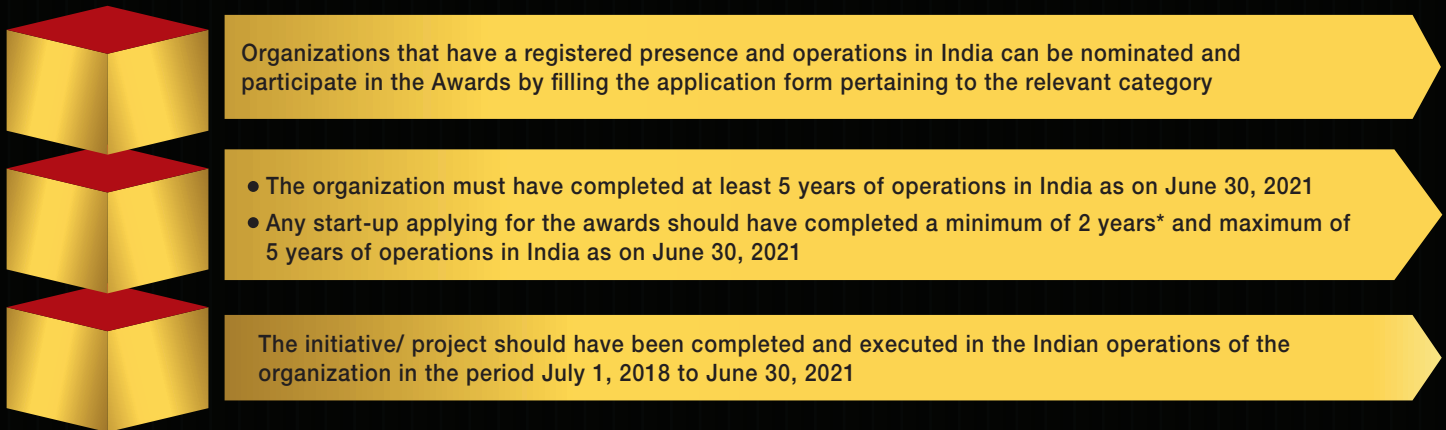 Organizations that have a registered presence and operations in India can be nominated and
participate in the Awards by filling the application form pertaining to the relevant category
● The organization must have completed at least 5 years of operations in India as on June 30, 2021
● Any start-up applying for the awards should have completed a minimum of 2 years* and maximum of
5 years of operations in India as on June 30, 2021
The initiative/ project should have been completed and executed in the Indian operations of the
organization in the period July 1, 2018 to June 30, 2021